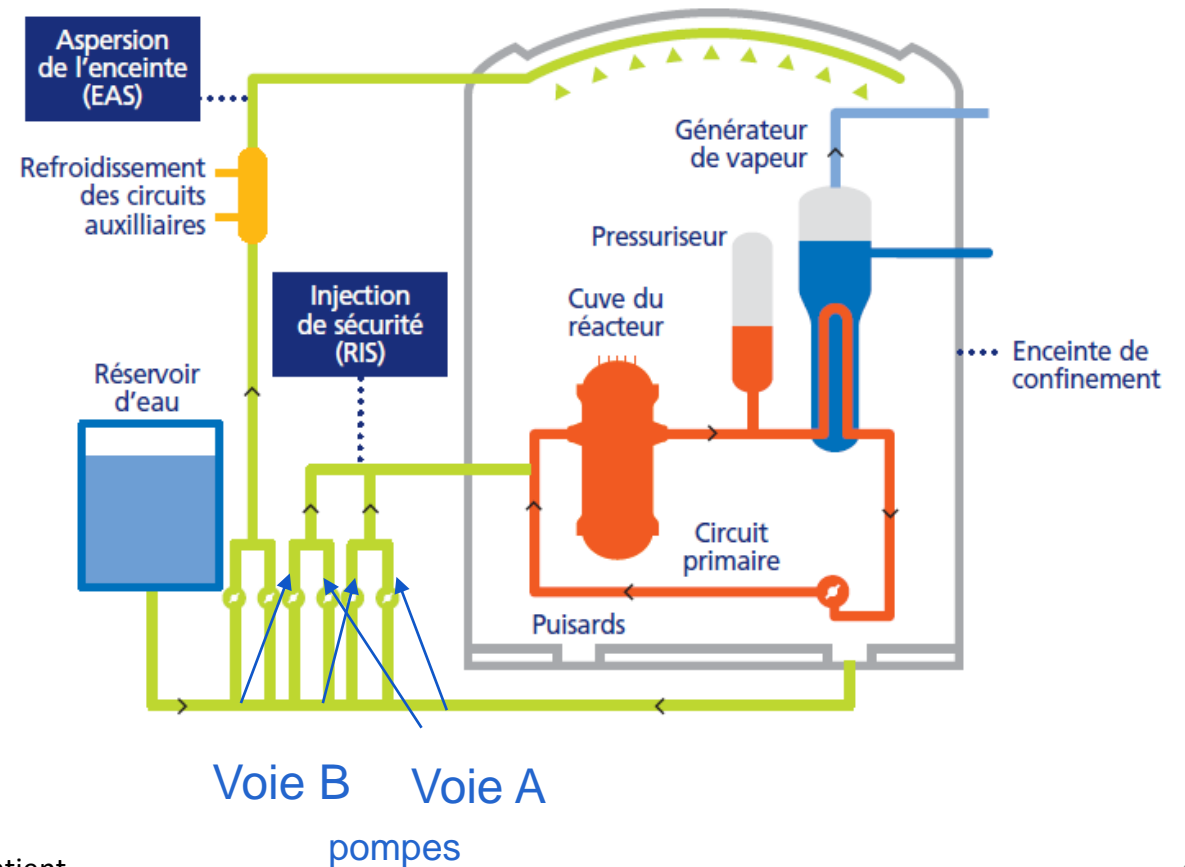 Aspersion
de l'enceinte
(EAS)
Refroidissement
des circuits
auxilliaires
Réservoir
d'eau
Injection
de sécurité
(RIS)
Générateur
de vapeur
Pressuriseur
Cuve du
réacteur
Enceinte de
confinement
Circuit
primaire
Puisards
Voie B
Voie A
pompes